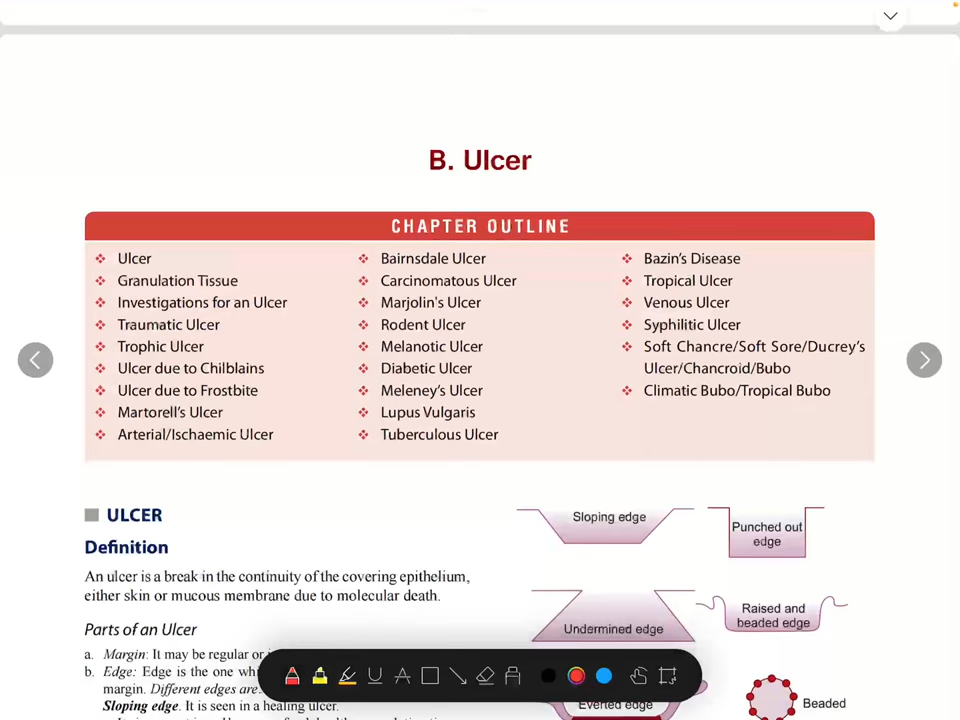 B. Ulcer
CHAPTER OUTLINE
Ulcer
Granulation Tissue
Investigations for an Ulcer
Traumatic Ulcer
Trophic Ulcer
Ulcer due to Chilblains
Ulcer due to Frostbite
Martorell's Ulcer
Arterial/Ischaemic Ulcer
Bairnsdale Ulcer
Carcinomatous Ulcer
Marjolin's Ulcer
Rodent Ulcer
Melanotic Ulcer
Diabetic Ulcer
Meleney's Ulcer
Lupus Vulgaris
Tuberculous Ulcer
Bazin's Disease
Tropical Ulcer
Venous Ulcer
Syphilitic Ulcer
Soft Chancre/Soft Sore/Ducrey's
Ulcer/Chancroid/Bubo
Climatic Bubo/Tropical Bubo
ULCER
Definition
An ulcer is a break in the continuity of the covering epithelium,
either skin or mucous membrane due to molecular death.
Parts of an Ulcer
a. Margin: It may be regular or
b. Edge: Edge is the one
margin. Different edges are:
Sloping edge. It is seen in a healing ulcer.
Sloping edge
Punched out
edge
Undermined edge
Raised and
beaded edge
Everted edge
Beaded